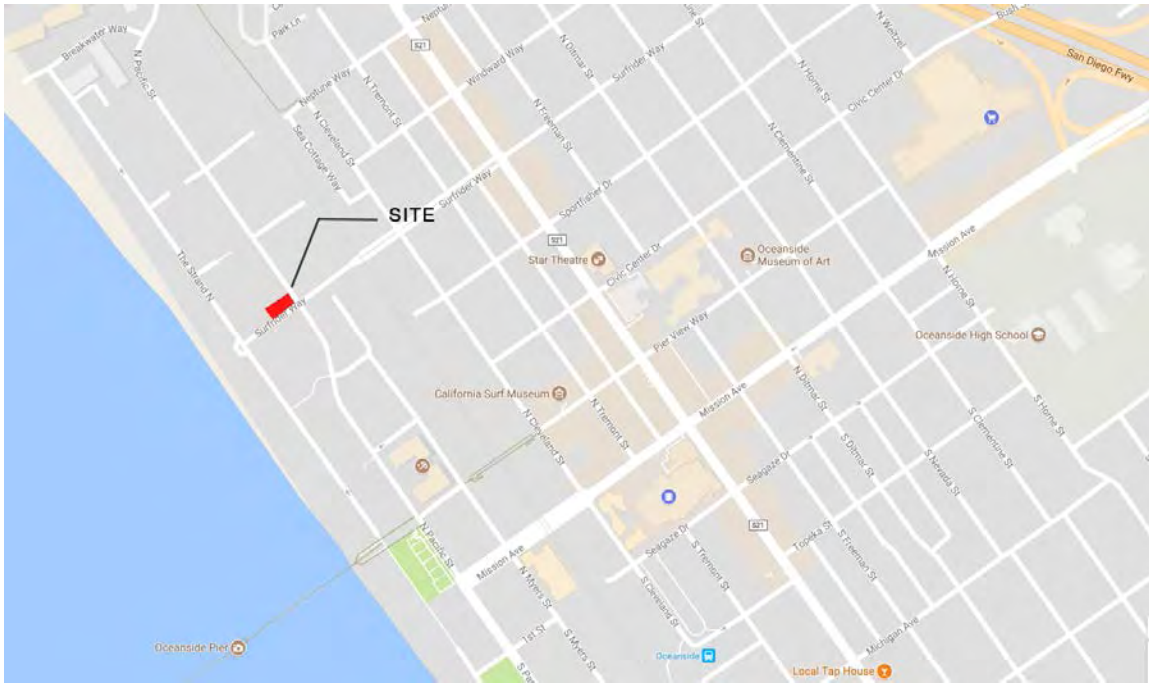 Park Ln
Neptune
Bush
Breakwater Way
N Pacific St
S21
N Ditmar St
Surfrider Way
N Weitzel
San Diego Fwy
Windward Way
Civic Center Dr
Neptune Way
N Tremont St
N Horne St
N Cleveland St
Sea Cottage Way
N Freeman St
N Clementine St
Surfrider Way
SITE
Sportfisher Dr
S21
Star Theatre
Civic Center Dr
Oceanside
Museum of Art
Mission Ave
The Strand N
N Horne St
Surfrider Way
Pier View Way
Oceanside High School
California Surf Museum
N Cleveland St
N Tremont St
Mission Ave
N Ditmar St
S Horne St
S Clementine St
Seagaze Dr
S Ditmar St
S Nevada St
N Pacific St
Mission Ave
S21
Seagaze Dr
S Tremont St
Topeka St
S Freeman St
N Myers St
S Cleveland St
1st St
S Myers St
Michigan Ave
Oceanside Pier
Oceanside
Local Tap House